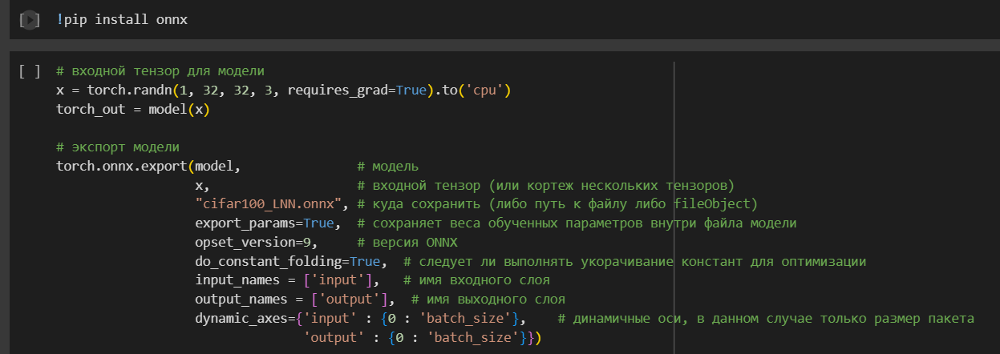 [ ] !pip install onnx
[ ] # входной тензор для модели
x = torch.randn(1, 32, 32, 3, requires_grad=True).to('cpu')
torch_out = model(x)
# экспорт модели
torch.onnx.export(model, # модель
x, # входной тензор (или кортеж нескольких тензоров)
"cifar100_LNN.onnx", # куда сохранить (либо путь к файлу либо fileObject)
export_params=True, # сохраняет веса обученных параметров внутри файла модели
opset_version=9, # версия ONNX
do_constant_folding=True, # следует ли выполнять укорачивание констант для оптимизации
input_names = ['input'], # имя входного слоя
output_names = ['output'], # имя выходного слоя
dynamic_axes={'input' : {0 : 'batch_size'}, # динамичные оси, в данном случае только размер пакета
'output' : {0 : 'batch_size'}})